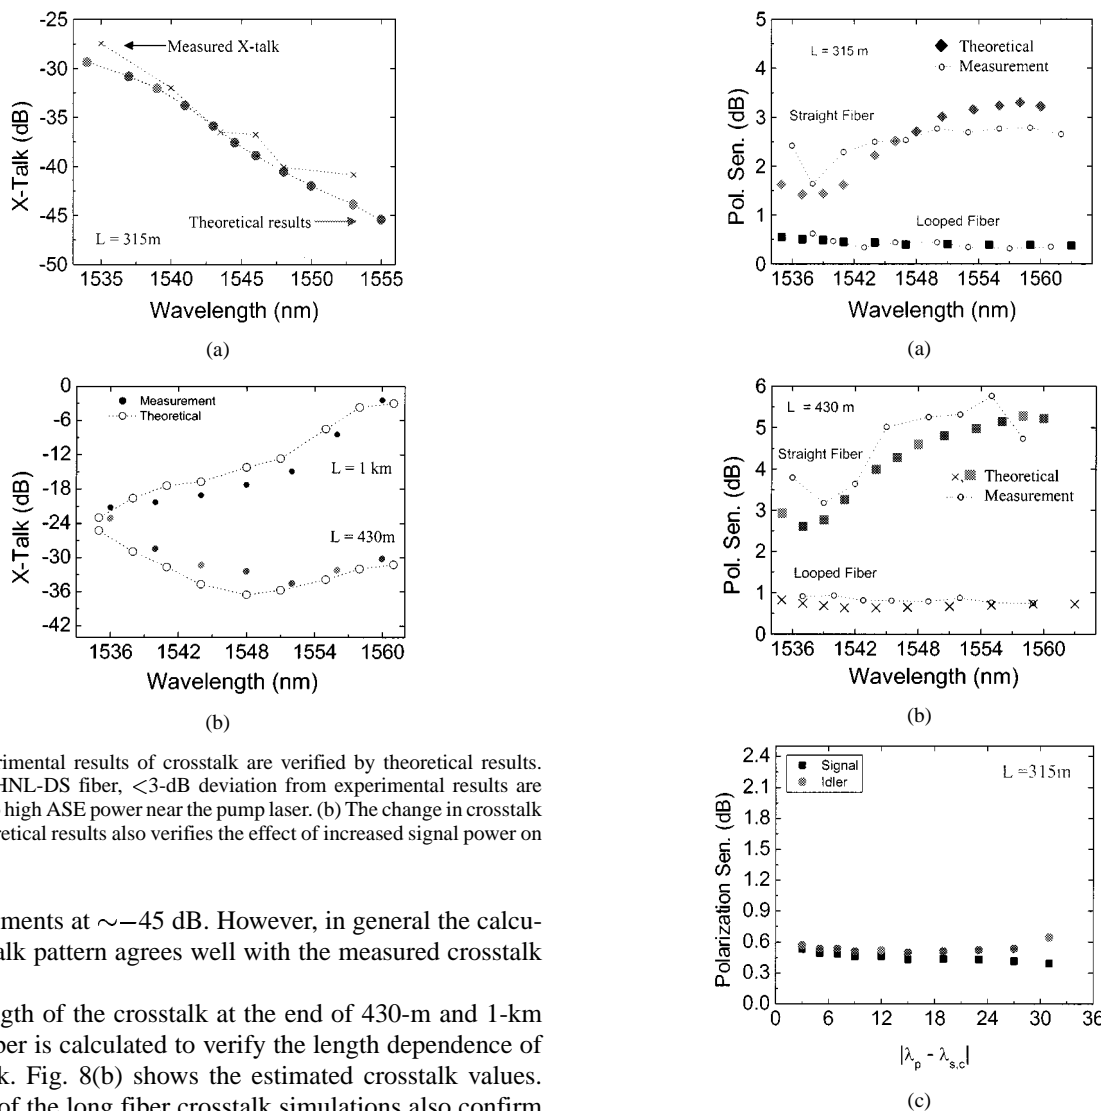 -25
-30
-35
-40
-45
-50
X-Talk (dB)
Measured X-talk
Theoretical results
L = 315m
1535 1540 1545 1550 1555
Wavelength (nm)
(a)
0
-6
-12
-18
-24
-30
-36
-42
X-Talk (dB)
Measurement
Theoretical
L = 1 km
L = 430m
1536 1542 1548 1554 1560
Wavelength (nm)
(b)
rimental results of crosstalk are verified by theoretical results.
HNL-DS fiber, <3-dB deviation from experimental results are
o high ASE power near the pump laser. (b) The change in crosstalk
retical results also verifies the effect of increased signal power on
ments at ∼−45 dB. However, in general the calcu-
alk pattern agrees well with the measured crosstalk
ngth of the crosstalk at the end of 430-m and 1-km
ber is calculated to verify the length dependence of
k. Fig. 8(b) shows the estimated crosstalk values.
of the long fiber crosstalk simulations also confirm
5
4
3
2
1
0
Pol. Sen. (dB)
L = 315 m
Theoretical
Measurement
Straight Fiber
Looped Fiber
1536 1542 1548 1554 1560
Wavelength (nm)
(a)
6
5
4
3
2
1
0
Pol. Sen. (dB)
L = 430 m
Straight Fiber
Theoretical
Measurement
Looped Fiber
1536 1542 1548 1554 1560
Wavelength (nm)
(b)
2.4
2.1
1.8
1.5
1.2
0.9
0.6
0.3
0.0
Polarization Sen. (dB)
Signal
Idler
L =315m
0 6 12 18 24 30 36
|λp - λs,c|
(c)